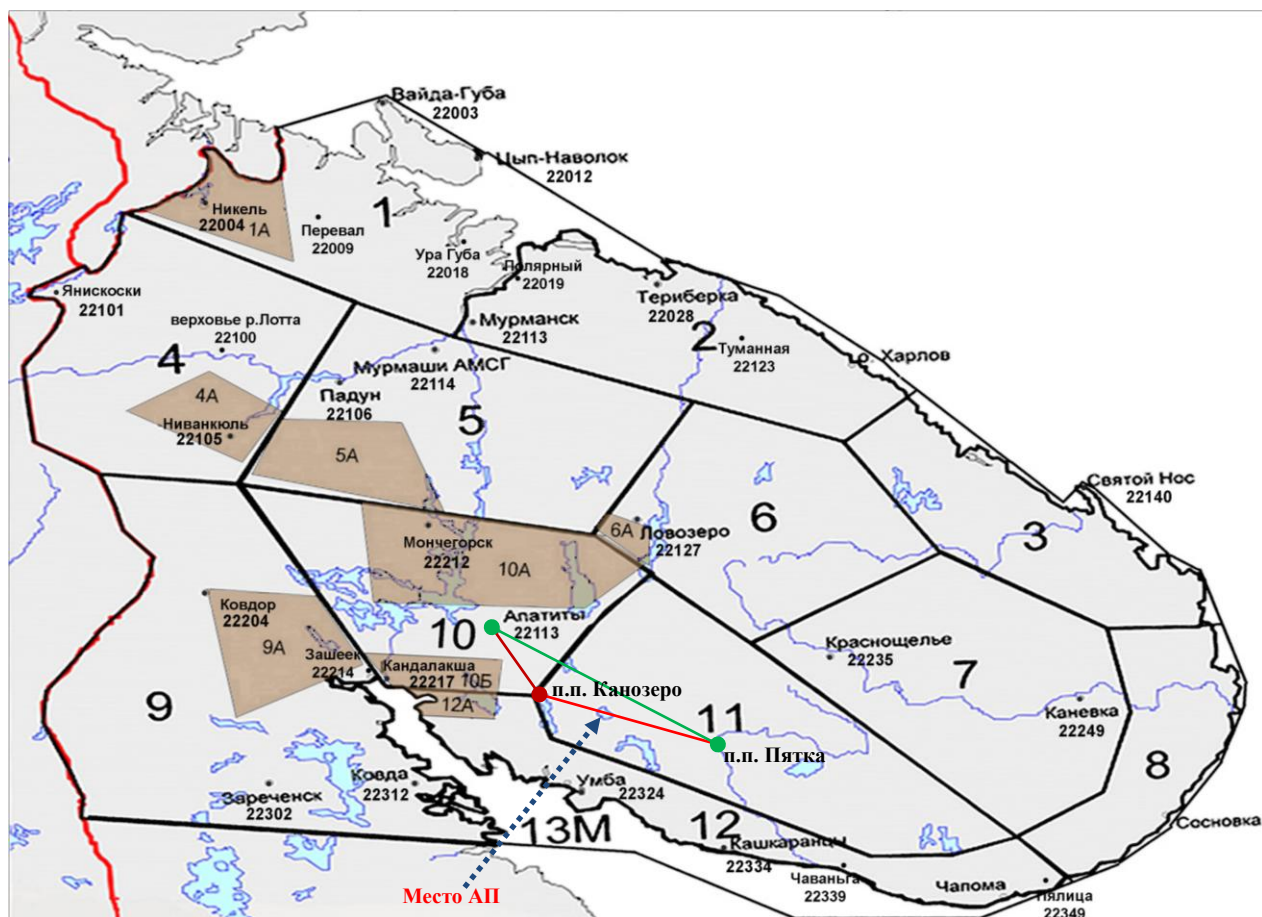 Вайда-Губа
22003
Цып-Наволок
22012
Никель
22004
1А
Перевал
22009
1
Ура Губа
22018
Полярный
22019
Янискоски
22101
верховье р.Лотта
22100
4
Мурманск
22113
Мурмаши АМСГ
22114
Падун
22106
Териберка
22028
2
Туманная
22123
о. Харлов
4А
Ниванкюль
22105
5А
5
Святой Нос
22140
6
3
6А
Ловозеро
22127
Мончегорск
22212
10А
Ковдор
22204
9А
Апатиты
22113
10
Зашеек
22214
Кандалакша
22217
10Б
12А
п.п. Канозеро
Краснощелье
22235
7
Каневка
22249
9
11
п.п. Пятка
8
Зареченск
22302
Ковда
22312
Умба
22324
13М
12
Кашкаранцы
22334
Сосновка
Чаваньга
22339
Чапома
Пялица
22349
Место АП